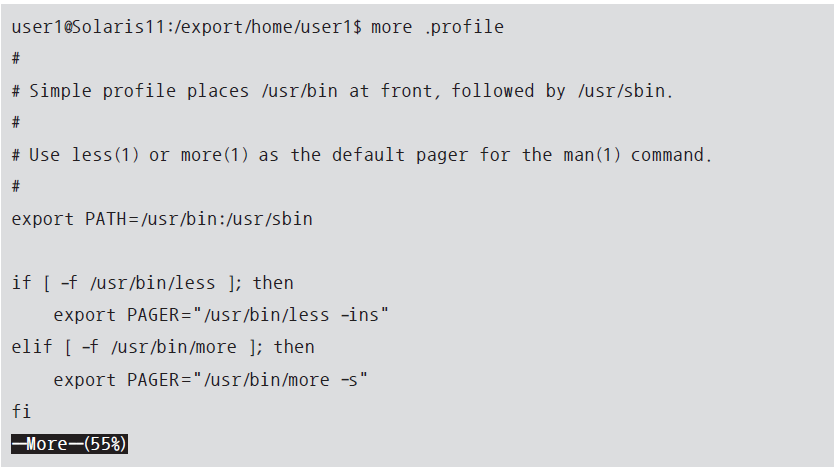 user1@Solaris11:/export/home/user1$ more .profile
#
# Simple profile places /usr/bin at front, followed by /usr/sbin.
#
# Use less(1) or more(1) as the default pager for the man(1) command.
#
export PATH=/usr/bin:/usr/sbin

if [ -f /usr/bin/less ]; then
    export PAGER="/usr/bin/less -ins"
elif [ -f /usr/bin/more ]; then
    export PAGER="/usr/bin/more -s"
fi
—More—(55%)